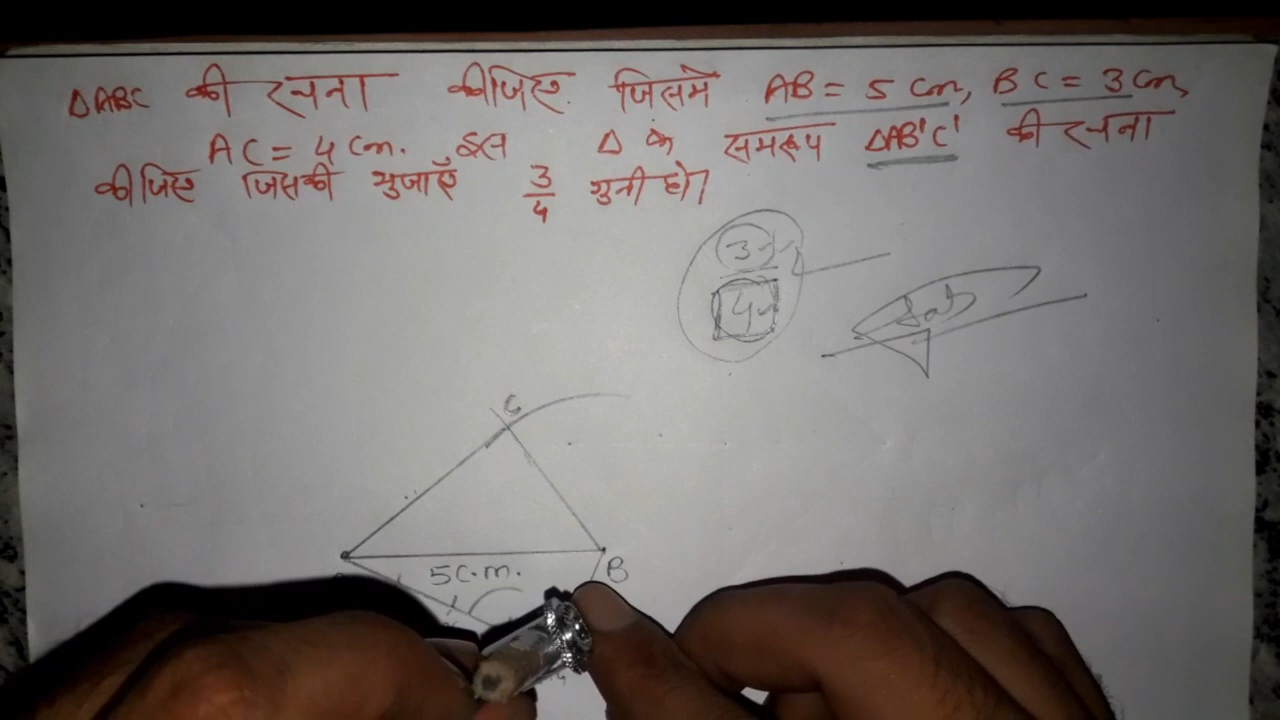 ΔABC की रचना कीजिए जिसमे AB = 5 Cm, BC = 3 Cm,
AC = 4 Cm. इस Δ के समरूप ΔAB'C' की रचना
कीजिए जिसकी भुजाएँ 3/4 गुनी हो।
3
4
C
5 C.m.
B